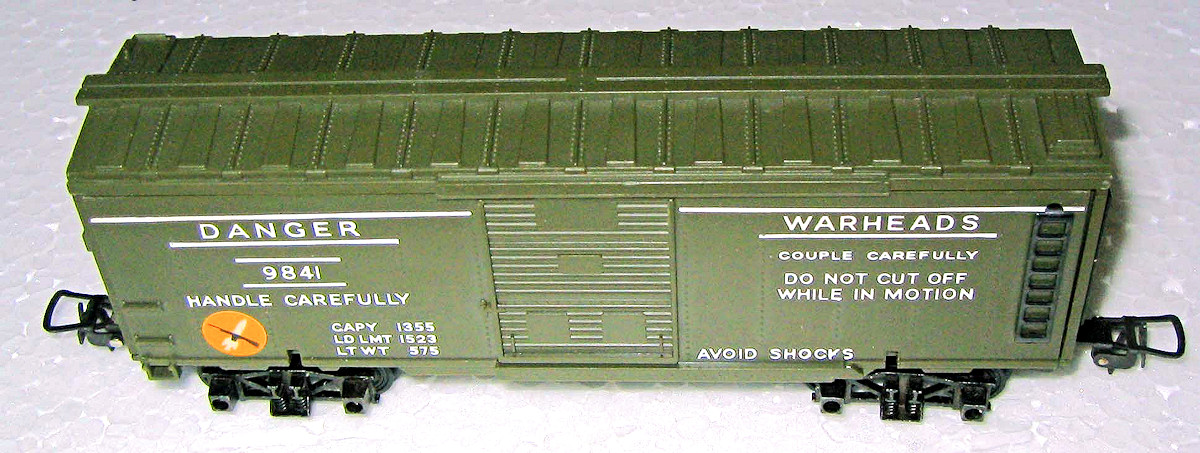 DANGER
9841
HANDLE CAREFULLY
CAPY 1355
LD LMT 1523
LT WT 575
WARHEADS
COUPLE CAREFULLY
DO NOT CUT OFF
WHILE IN MOTION
AVOID SHOCKS